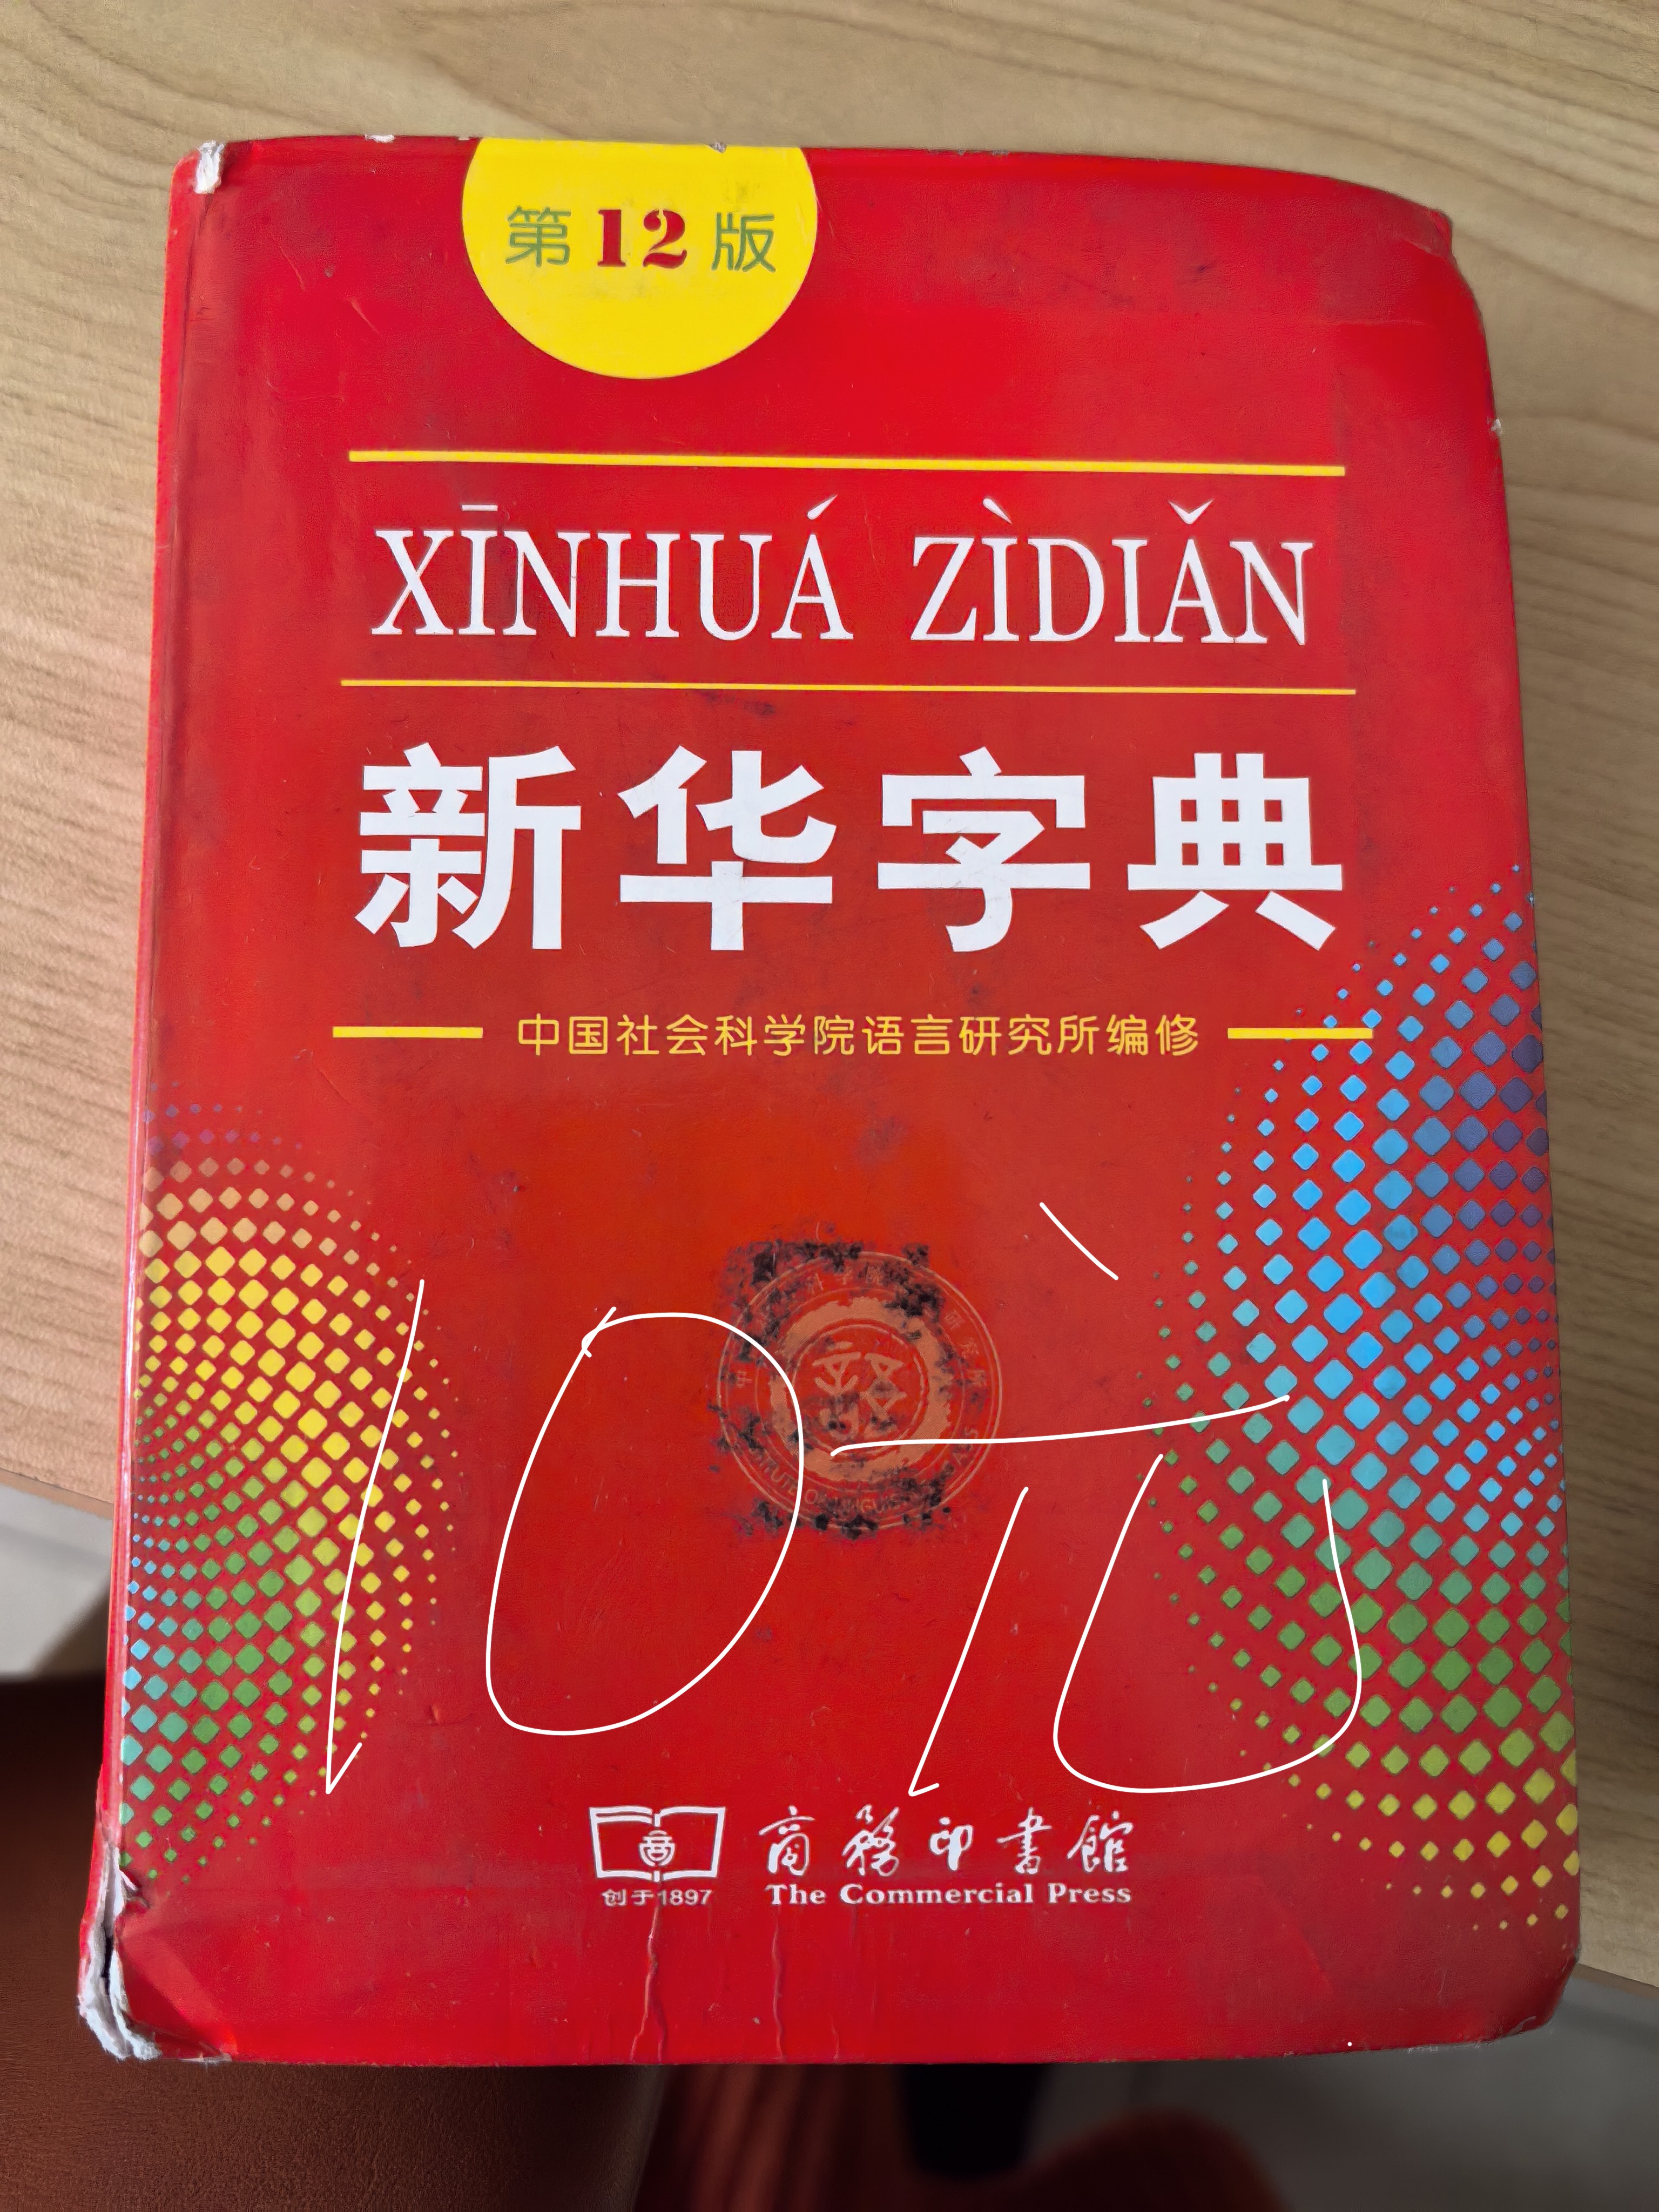 第12版
XĪNHUÁ ZÌDIǍN
新华字典
中国社会科学院语言研究所编修
10元
商務印書館
创于1897
The Commercial Press